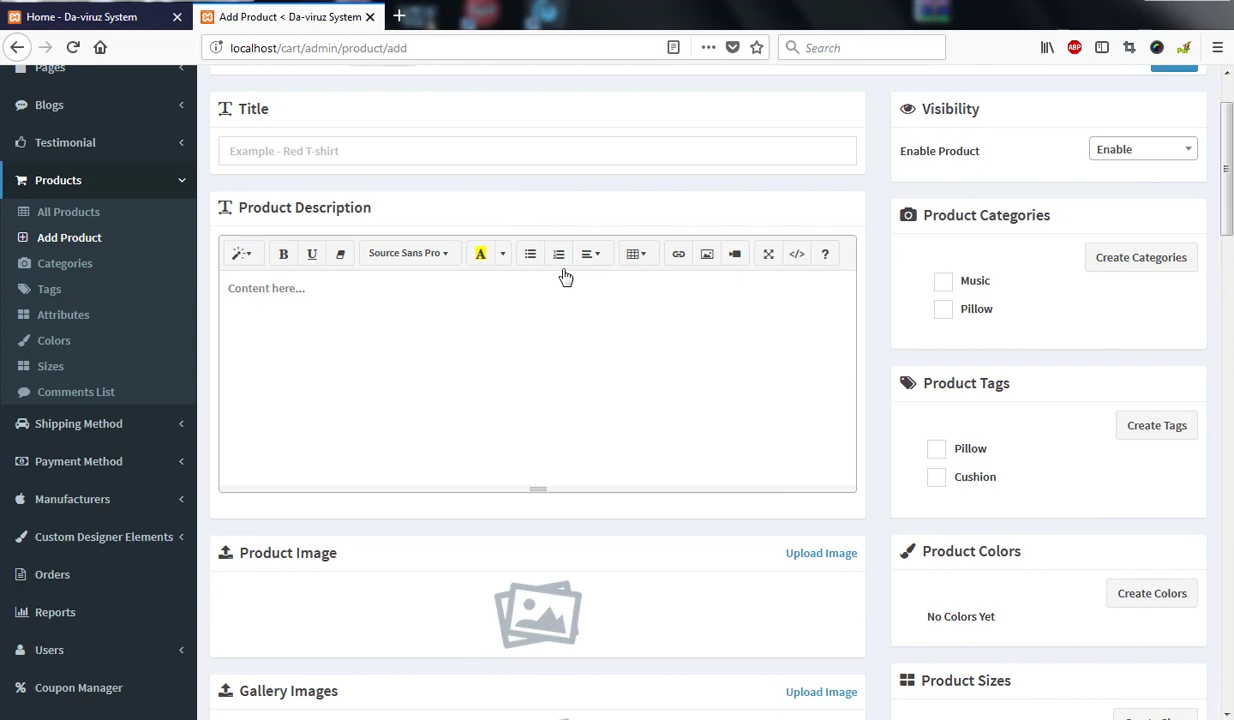 Home - Da-viruz System
Add Product < Da-viruz System
localhost/cart/admin/product/add
Search
ABP
Pages
Blogs
Testimonial
Products
All Products
Add Product
Categories
Tags
Attributes
Colors
Sizes
Comments List
Shipping Method
Payment Method
Manufacturers
Custom Designer Elements
Orders
Reports
Users
Coupon Manager
Title
Example - Red T-shirt
Product Description
B U Source Sans Pro A </> ?
Content here...
Product Image
Upload Image
Gallery Images
Upload Image
Visibility
Enable Product
Enable
Product Categories
Create Categories
Music
Pillow
Product Tags
Create Tags
Pillow
Cushion
Product Colors
Create Colors
No Colors Yet
Product Sizes